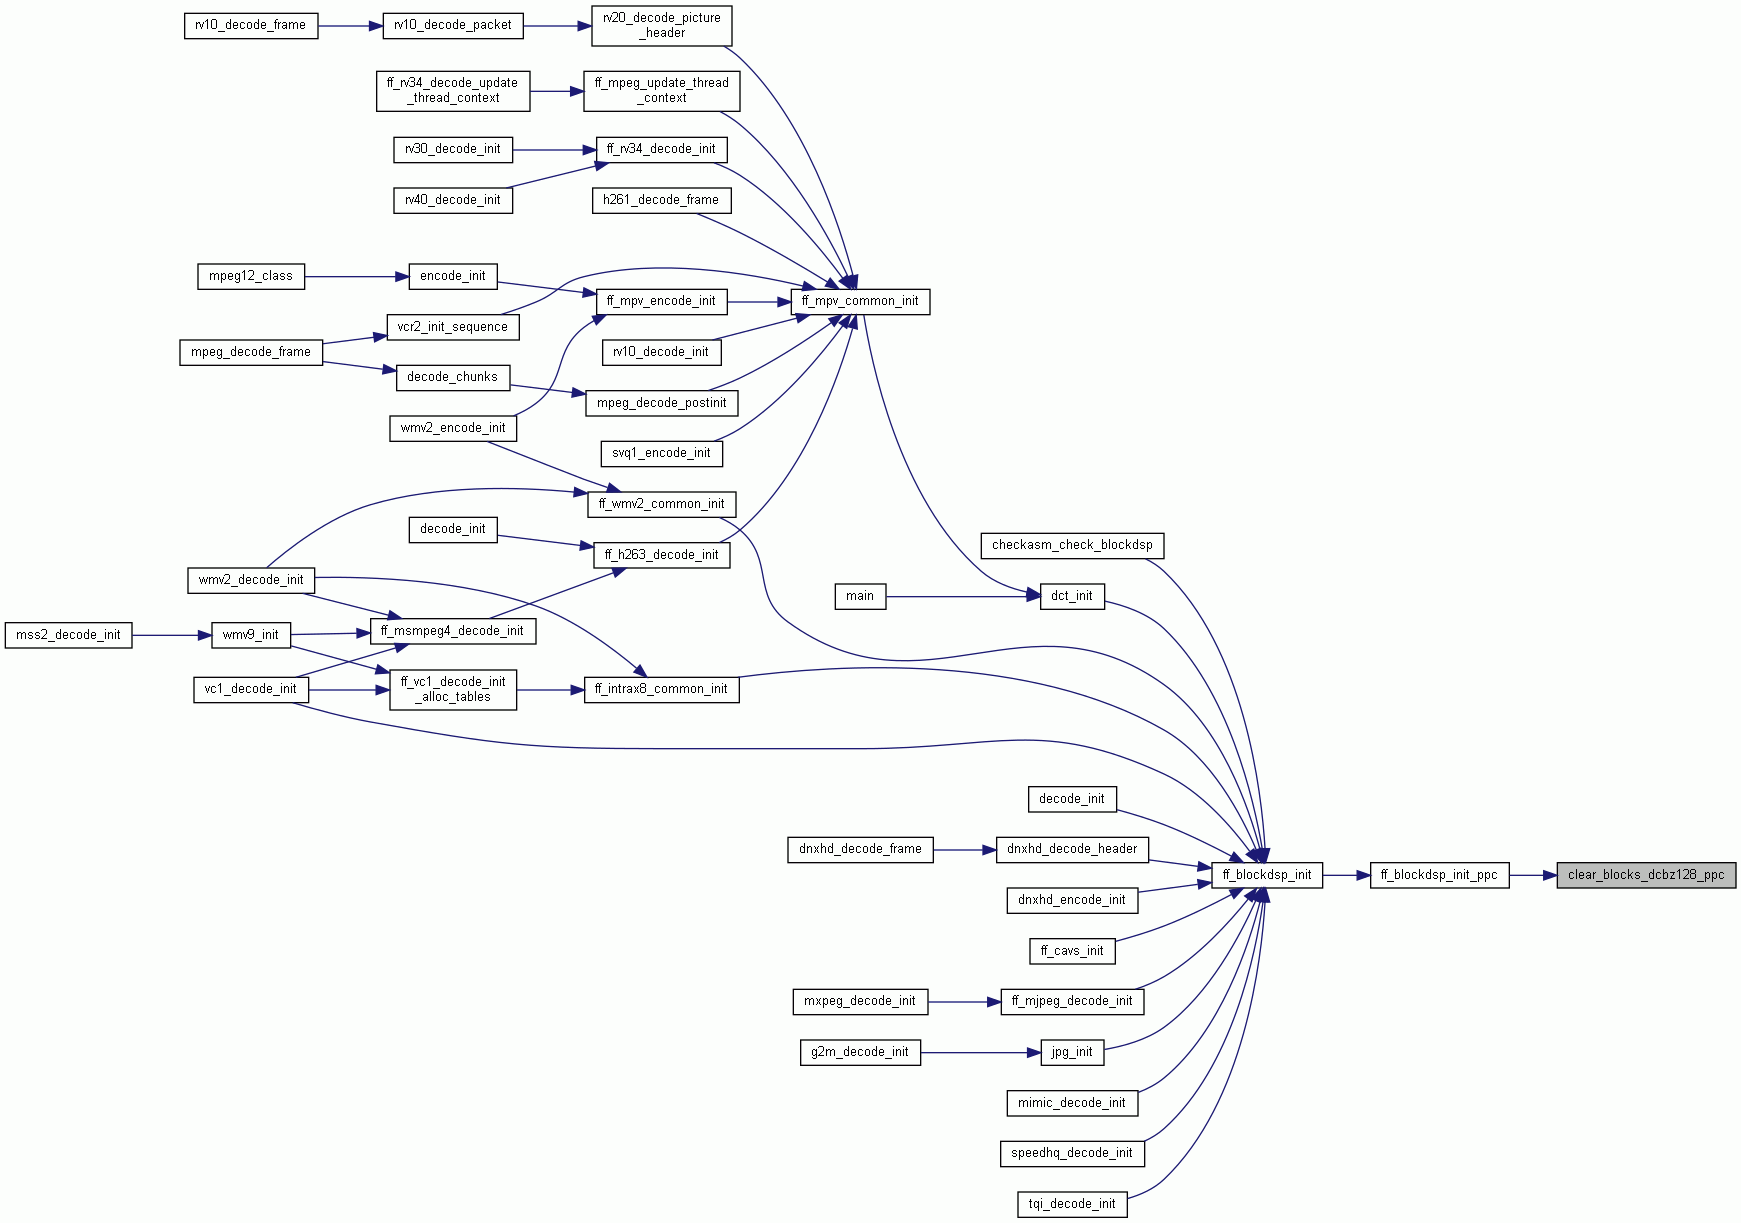 rv10_decode_frame
rv10_decode_packet
rv20_decode_picture
_header
ff_rv34_decode_update
_thread_context
ff_mpeg_update_thread
_context
rv30_decode_init
ff_rv34_decode_init
rv40_decode_init
h261_decode_frame
mpeg12_class
encode_init
ff_mpv_encode_init
ff_mpv_common_init
vcr2_init_sequence
mpeg_decode_frame
rv10_decode_init
decode_chunks
mpeg_decode_postinit
wmv2_encode_init
svq1_encode_init
ff_wmv2_common_init
decode_init
ff_h263_decode_init
checkasm_check_blockdsp
wmv2_decode_init
main
dct_init
mss2_decode_init
wmv9_init
ff_msmpeg4_decode_init
vc1_decode_init
ff_vc1_decode_init
_alloc_tables
ff_intrax8_common_init
decode_init
dnxhd_decode_frame
dnxhd_decode_header
ff_blockdsp_init
ff_blockdsp_init_ppc
clear_blocks_dcbz128_ppc
dnxhd_encode_init
ff_cavs_init
mxpeg_decode_init
ff_mjpeg_decode_init
g2m_decode_init
jpg_init
mimic_decode_init
speedhq_decode_init
tqi_decode_init